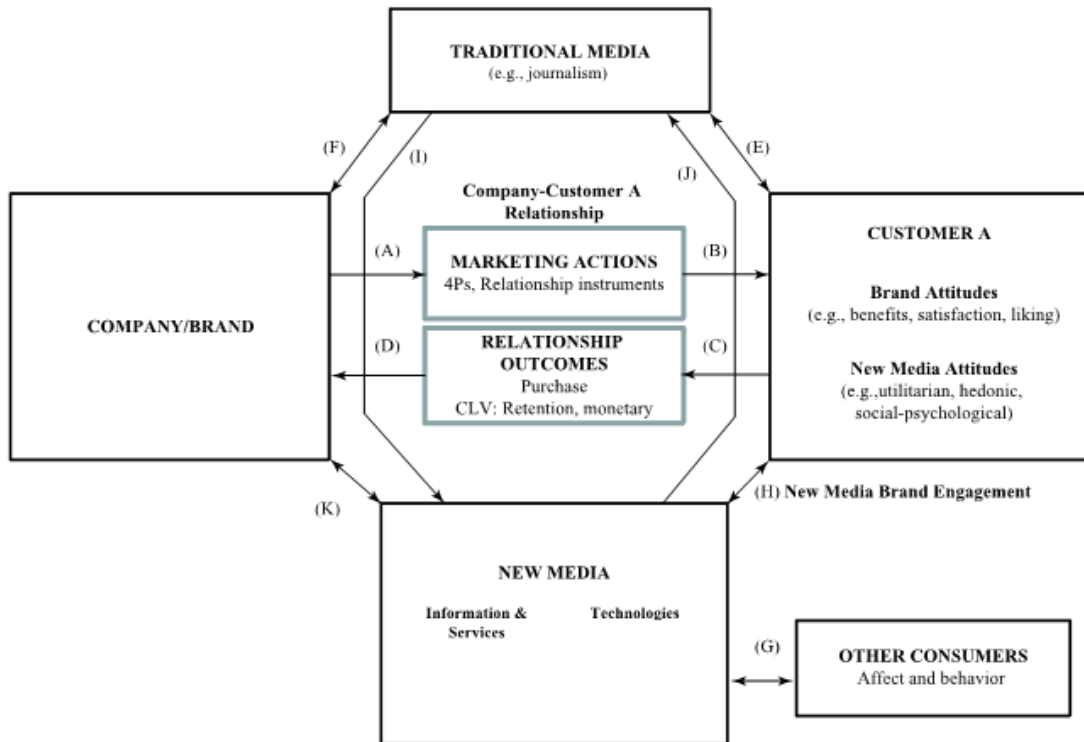 TRADITIONAL MEDIA
(e.g., journalism)
(F)
(I)
(J)
(E)
Company-Customer A
Relationship
(A)
MARKETING ACTIONS
4Ps, Relationship instruments
(B)
COMPANY/BRAND
(D)
RELATIONSHIP
OUTCOMES
Purchase
CLV: Retention, monetary
(C)
CUSTOMER A
Brand Attitudes
(e.g., benefits, satisfaction, liking)
New Media Attitudes
(e.g.,utilitarian, hedonic,
social-psychological)
(K)
(H) New Media Brand Engagement
NEW MEDIA
Information &
Services
Technologies
(G)
OTHER CONSUMERS
Affect and behavior